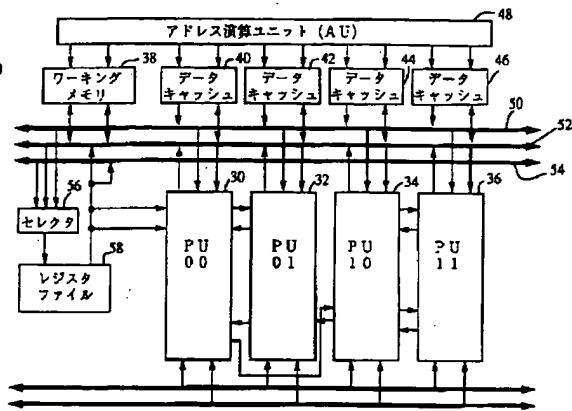 48
アドレス演算ユニット(AU)
38
40
42
44
46
ワーキング
メモリ
データ
キャッシュ
データ
キャッシュ
データ
キャッシュ
データ
キャッシュ
50
52
54
56
セレクタ
58
レジスタ
ファイル
30
32
34
36
PU
00
PU
01
PU
10
PU
11